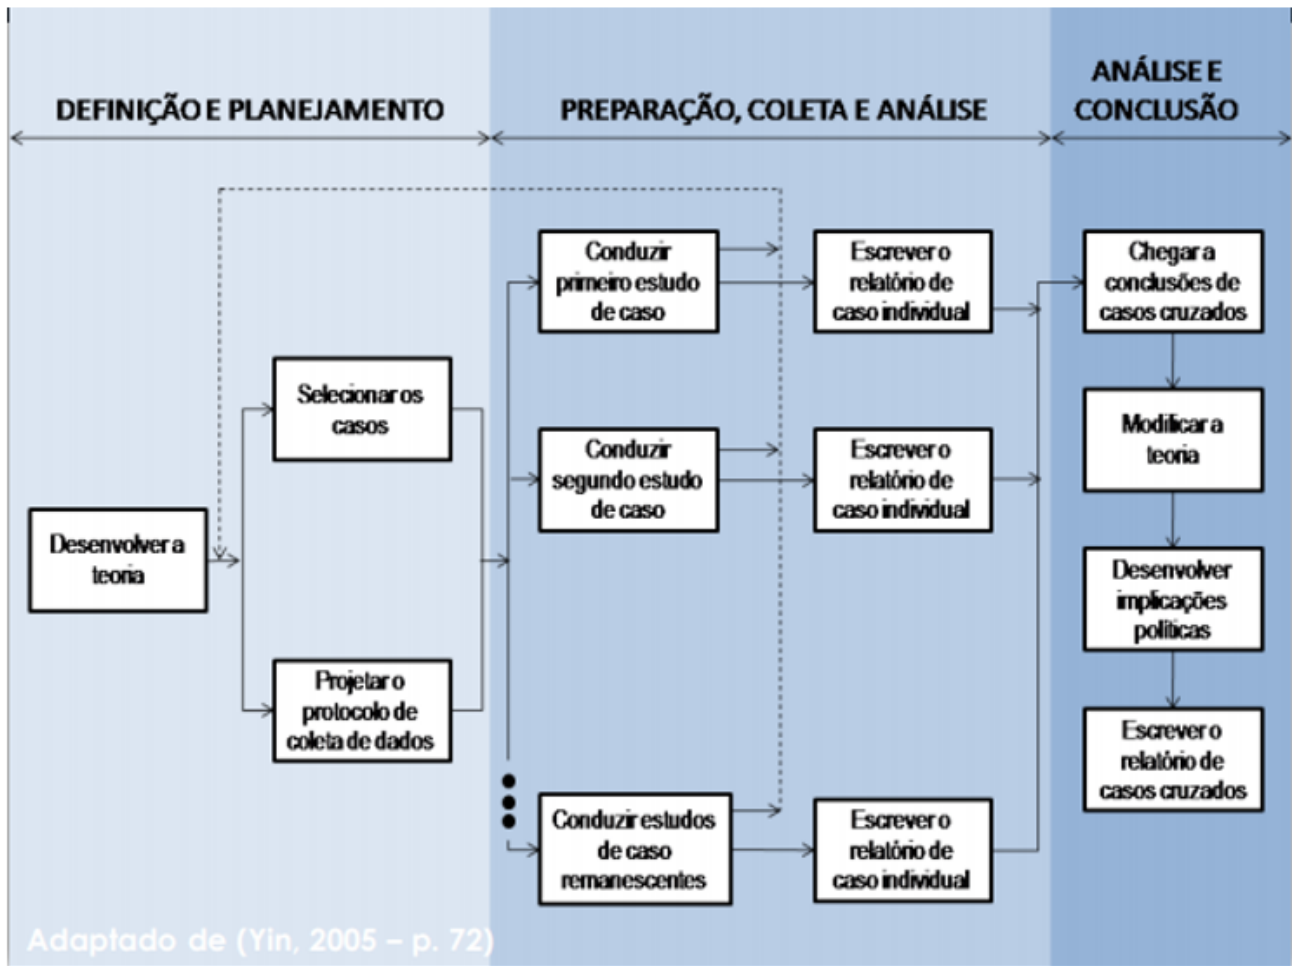 DEFINIÇÃO E PLANEJAMENTO
PREPARAÇÃO, COLETA E ANÁLISE
ANÁLISE E
CONCLUSÃO
Desenvolver a
teoria
Selecionar os
casos
Projetar o
protocolo de
coleta de dados
Conduzir
primeiro estudo
de caso
Escrever o
relatório de
caso individual
Conduzir
segundo estudo
de caso
Escrever o
relatório de
caso individual
Conduzir estudos
de caso
remanescentes
Escrever o
relatório de
caso individual
Chegar a
conclusões de
casos cruzados
Modificar a
teoria
Desenvolver
implicações
políticas
Escrever o
relatório de
casos cruzados
Adaptado de (Yin, 2005 – p. 72)